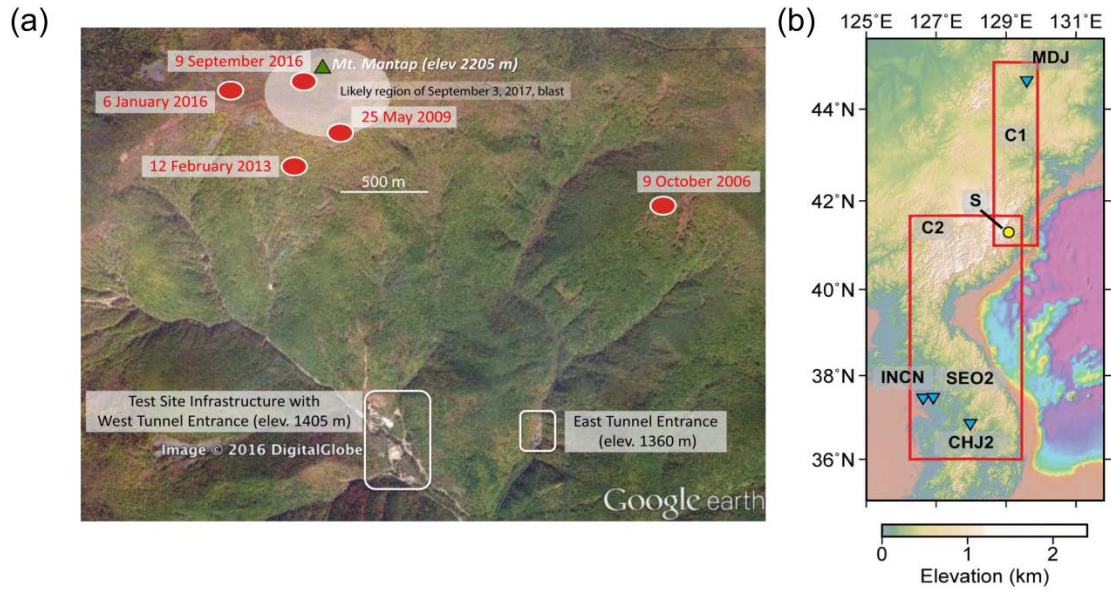 (a)
9 September 2016
Mt. Mantap (elev 2205 m)
6 January 2016
Likely region of September 3, 2017, blast
25 May 2009
12 February 2013
500 m
9 October 2006
Test Site Infrastructure with
West Tunnel Entrance (elev. 1405 m)
East Tunnel Entrance
(elev. 1360 m)
Image © 2016 DigitalGlobe
Google earth
(b)
125°E 127°E 129°E 131°E
MDJ
44°N
C1
42°N
S
C2
40°N
38°N
INCN SEO2
CHJ2
36°N
0 1 2
Elevation (km)